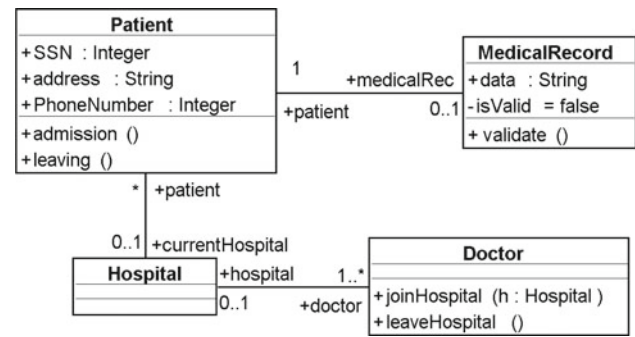 Patient
+SSN : Integer
+address : String
+PhoneNumber : Integer
+admission ()
+leaving ()
1
+patient
+medicalRec
0..1
MedicalRecord
+data : String
-isValid = false
+ validate ()
* +patient
0..1 +currentHospital
Hospital
+hospital
0..1
1..*
+doctor
Doctor
+joinHospital (h : Hospital )
+leaveHospital ()